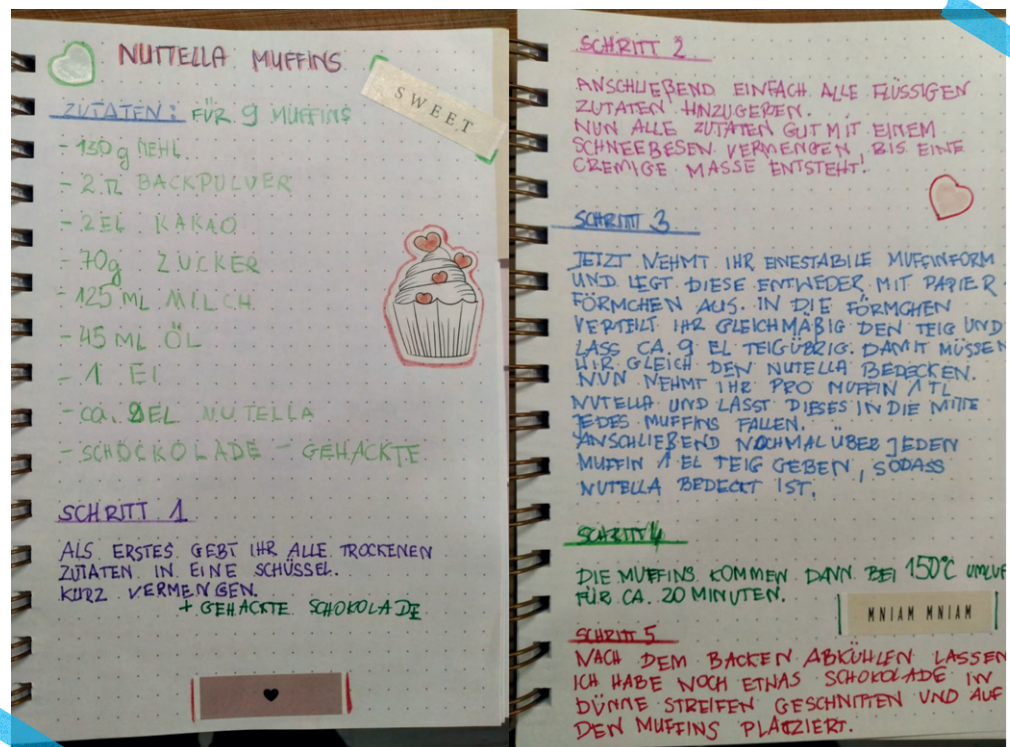 NUTTELLA MUFFINS
SWEET
ZUTATEN: FÜR 9 MUFFINS
- 130 g MEHL
- 2 TL BACKPULVER
- 2 EL KAKAO
- 70g ZUCKER
- 125 ML MILCH
- 45 ML ÖL
- 1 EI
- CA. EL NUTELLA
- SCHOCKOLADE - GEHACKTE
SCHRITT 1
ALS ERSTES GEBT IHR ALLE TROCKENEN
ZUTATEN IN EINE SCHÜSSEL.
KURZ VERMENGEN.
+ GEHACKTE SCHOKOLADE
SCHRITT 2
ANSCHLIEßEND EINFACH ALLE FLÜSSIGEN
ZUTATEN HINZUGEBEN.
NUN ALLE ZUTATEN GUT MIT EINEM
SCHNEEBESEN VERMENGEN, BIS EINE
CREMIGE MASSE ENTSTEHT!
SCHRITT 3
JETZT NEHMT IHR EINE STABILE MUFFINFORM
UND LEGT DIESE ENTWEDER MIT PAPIER
FÖRMCHEN AUS. IN DIE FÖRMCHEN
VERTEILT IHR GLEICHMÄßIG DEN TEIG UND
LASS CA. 9 EL TEIG ÜBRIG. DAMIT MÜSSEN
WIR GLEICH DEN NUTELLA BEDECKEN.
NUN NEHMT IHR PRO MUFFIN 1 TL
NUTELLA UND LASST DIESES IN DIE MITTE
JEDES MUFFINS FALLEN.
ANSCHLIEßEND NOCHMAL ÜBER JEDEN
MUFFIN 1 EL TEIG GEBEN, SODASS
NUTELLA BEDECKT IST.
SCHRITT 4
DIE MUFFINS KOMMEN DANN BEI 150°C UMLUF
FÜR CA. 20 MINUTEN.
MNIAM MNIAM
SCHRITT 5
NACH DEM BACKEN ABKÜHLEN LASSEN
ICH HABE NOCH ETWAS SCHOKOLADE IN
DÜNNE STREIFEN GESCHNITTEN UND AUF
DEN MUFFINS PLATZIERT.